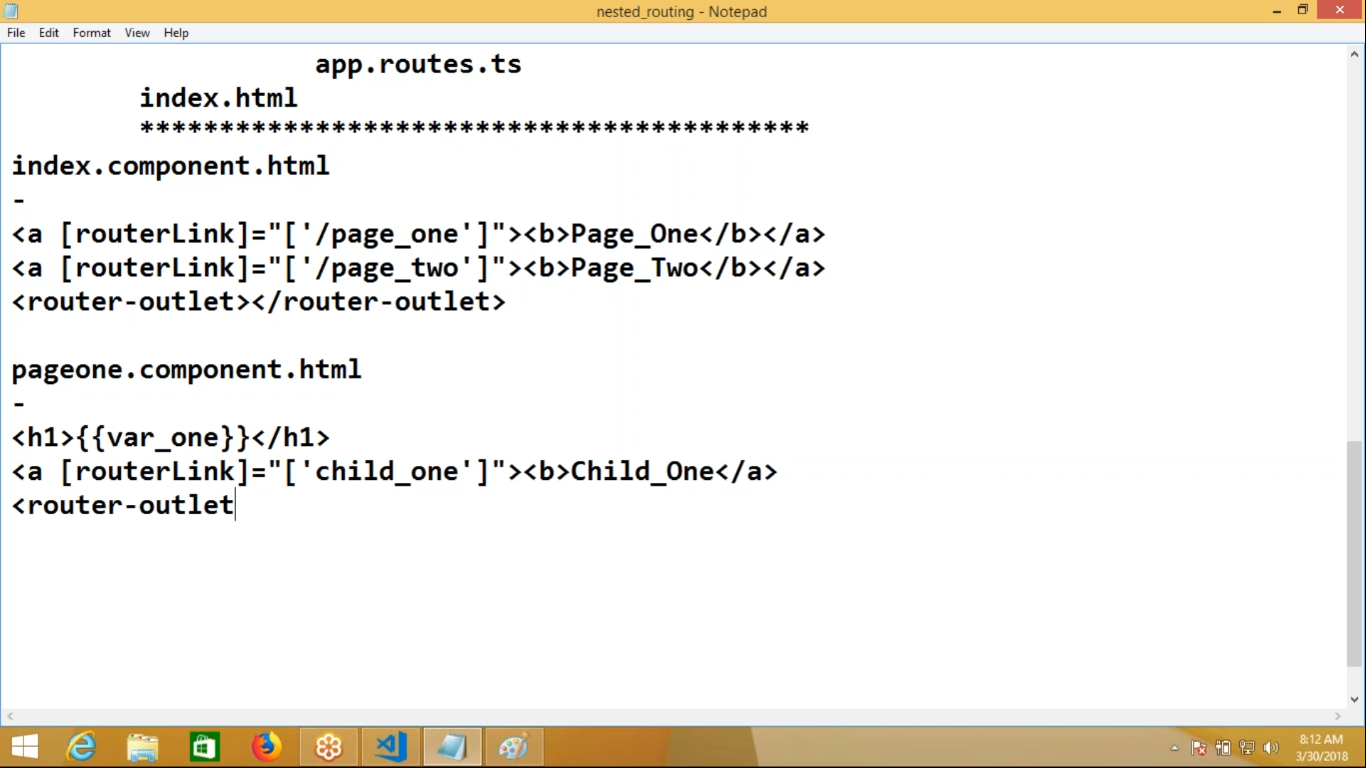 nested_routing - Notepad
File Edit Format View Help
app.routes.ts
index.html
******************************************
index.component.html
-
<a [routerLink]="['/page_one']"><b>Page_One</b></a>
<a [routerLink]="['/page_two']"><b>Page_Two</b></a>
<router-outlet></router-outlet>
pageone.component.html
-
<h1>{{var_one}}</h1>
<a [routerLink]="['child_one']"><b>Child_One</a>
<router-outlet
8:12 AM
3/30/2018